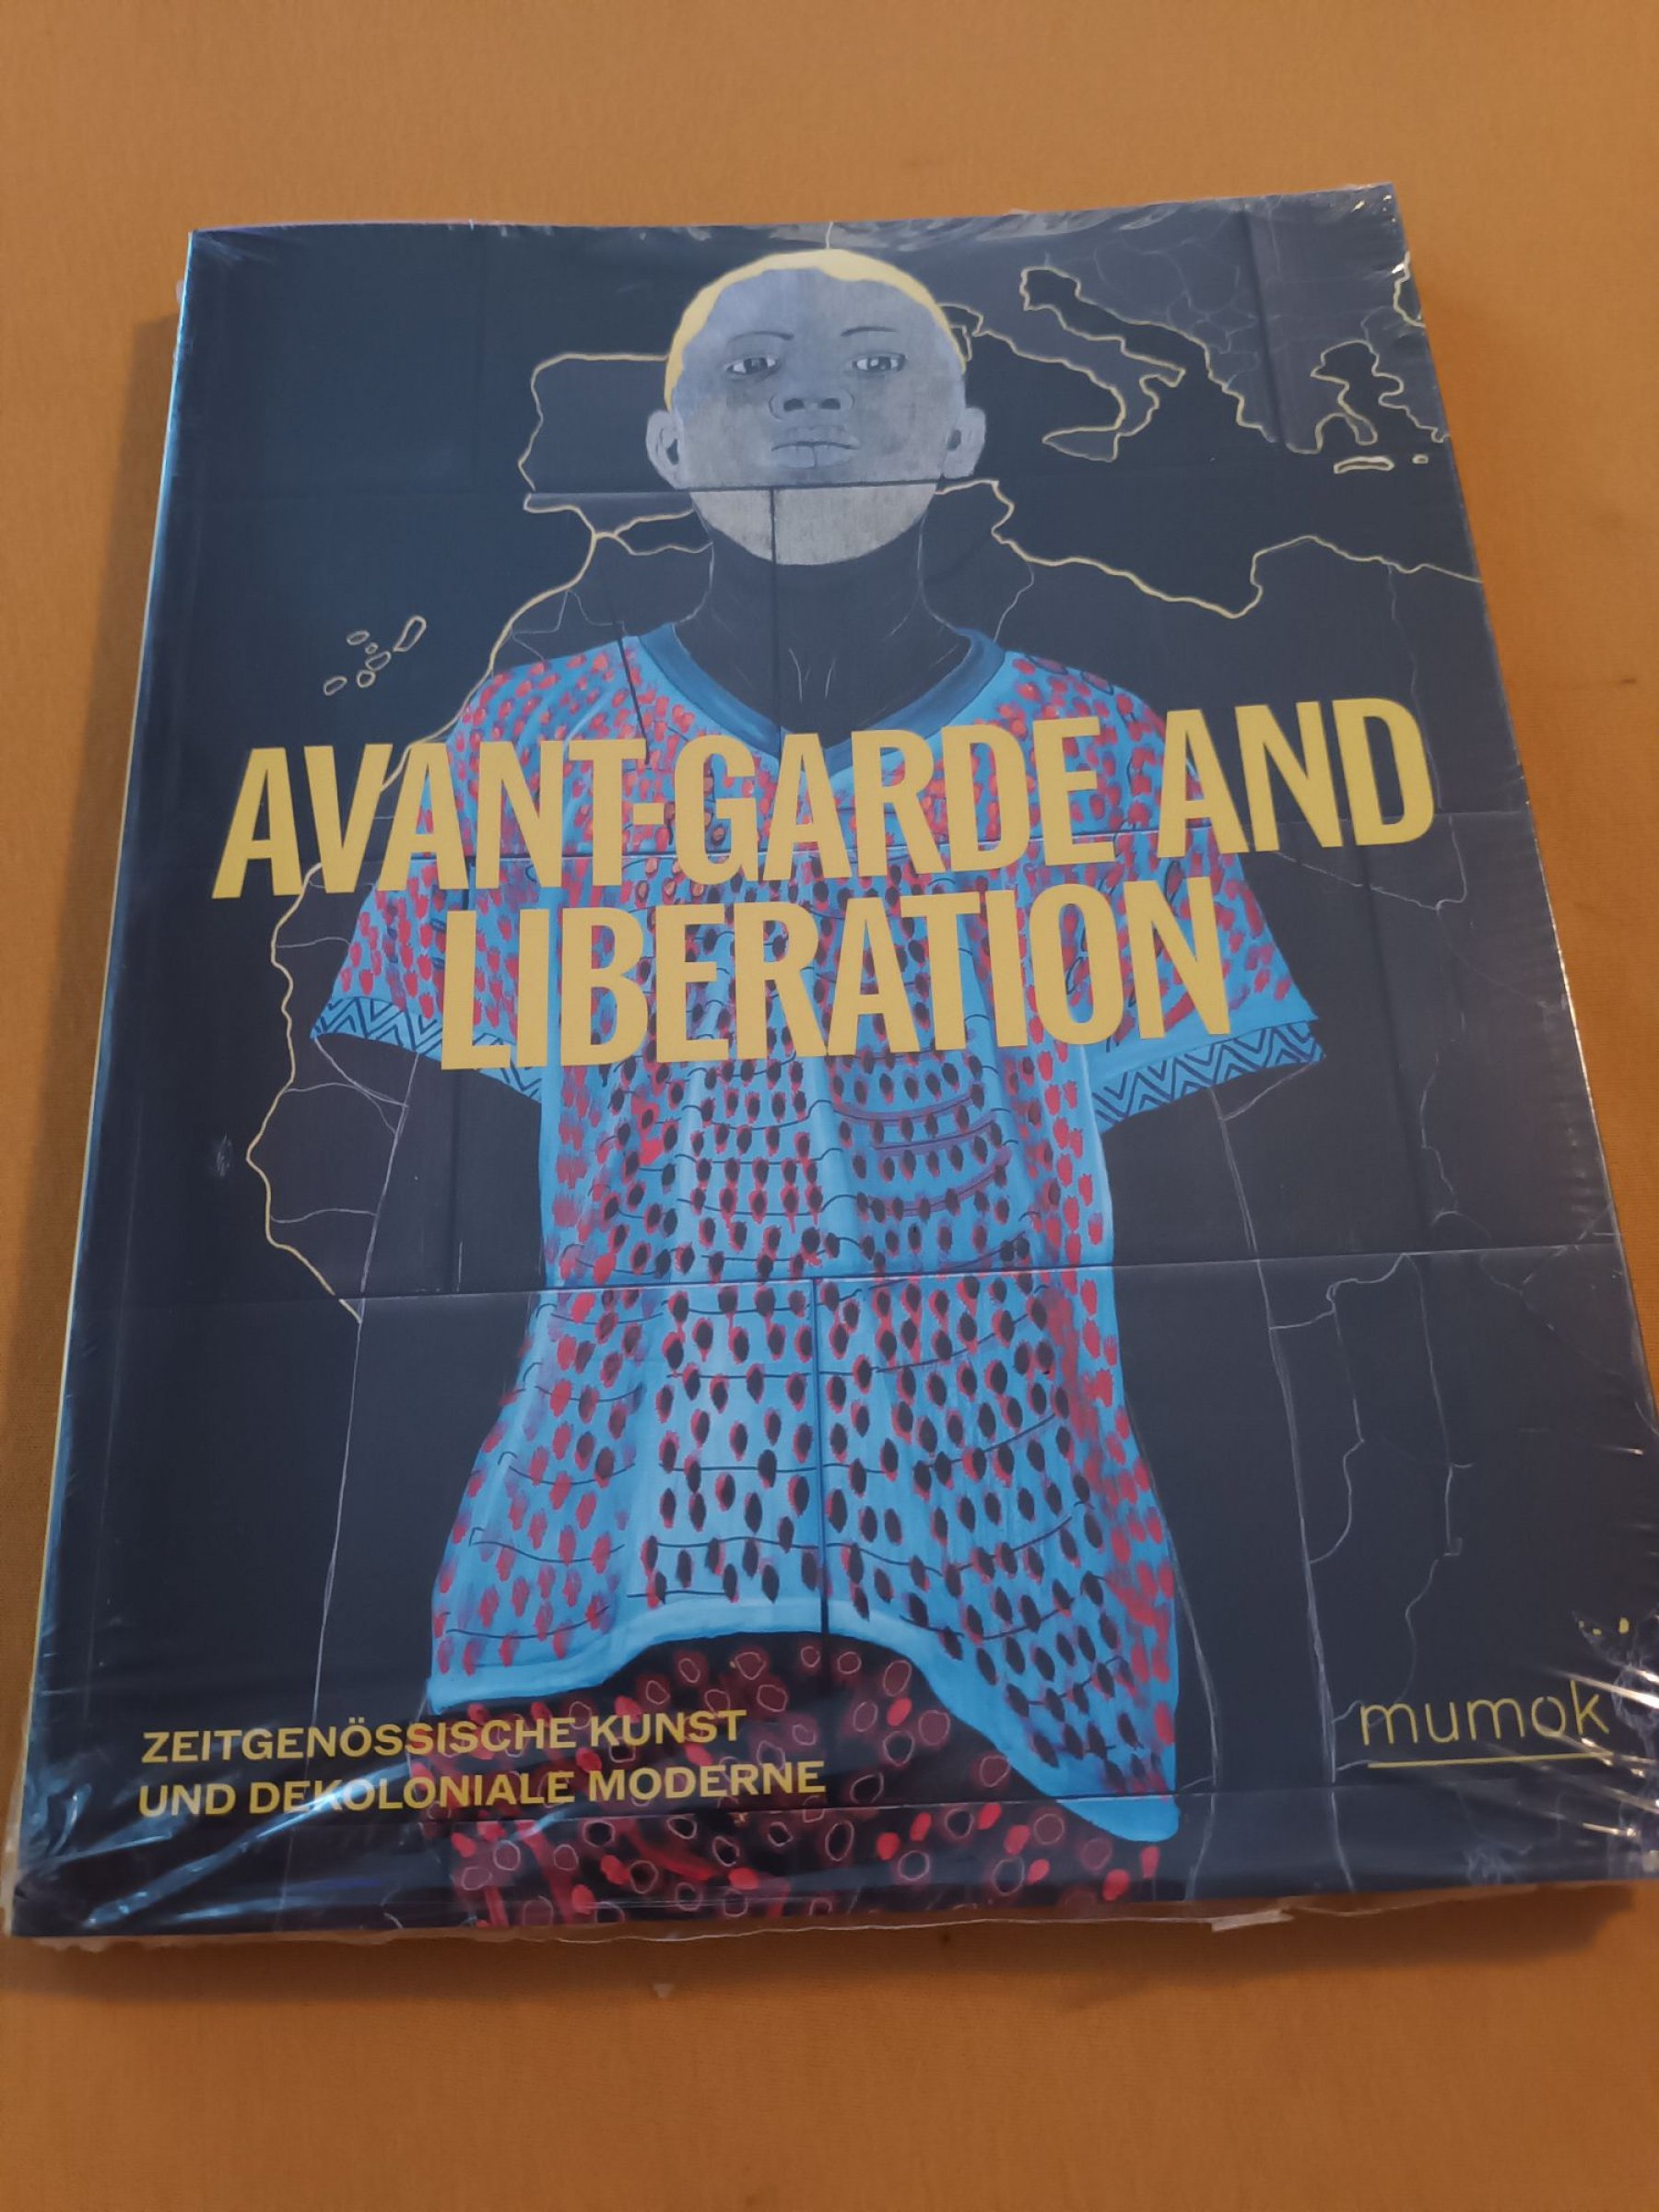 AVANT-GARDE AND
LIBERATION
ZEITGENÖSSISCHE KUNST
UND DEKOLONIALE MODERNE
mumok